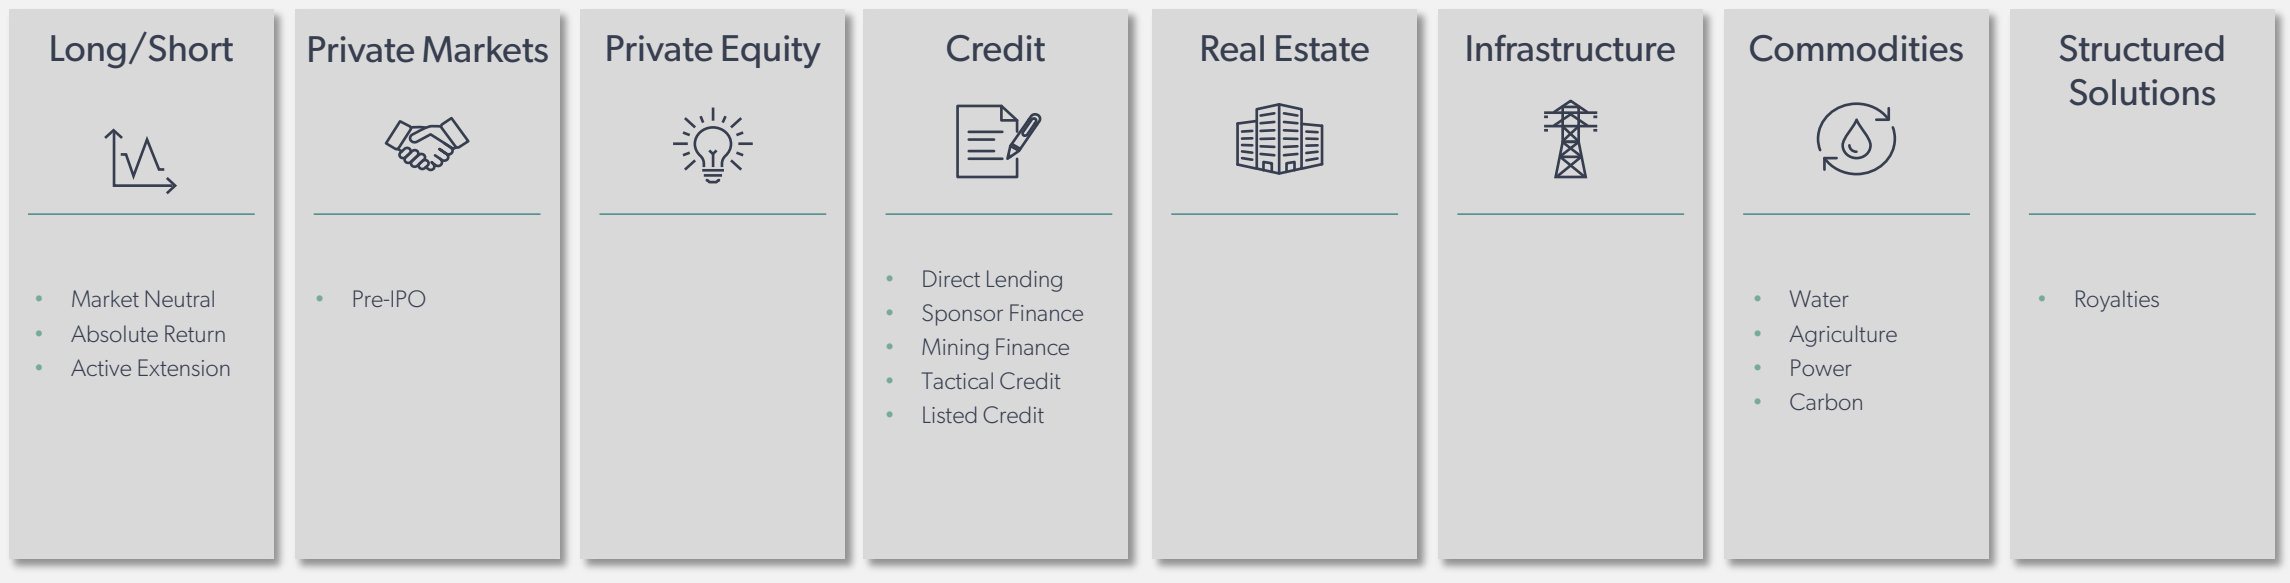 Long/Short
• Market Neutral
• Absolute Return
• Active Extension
Private Markets
• Pre-IPO
Private Equity
Credit
• Direct Lending
• Sponsor Finance
• Mining Finance
• Tactical Credit
• Listed Credit
Real Estate
Infrastructure
Commodities
• Water
• Agriculture
• Power
• Carbon
Structured
Solutions
• Royalties